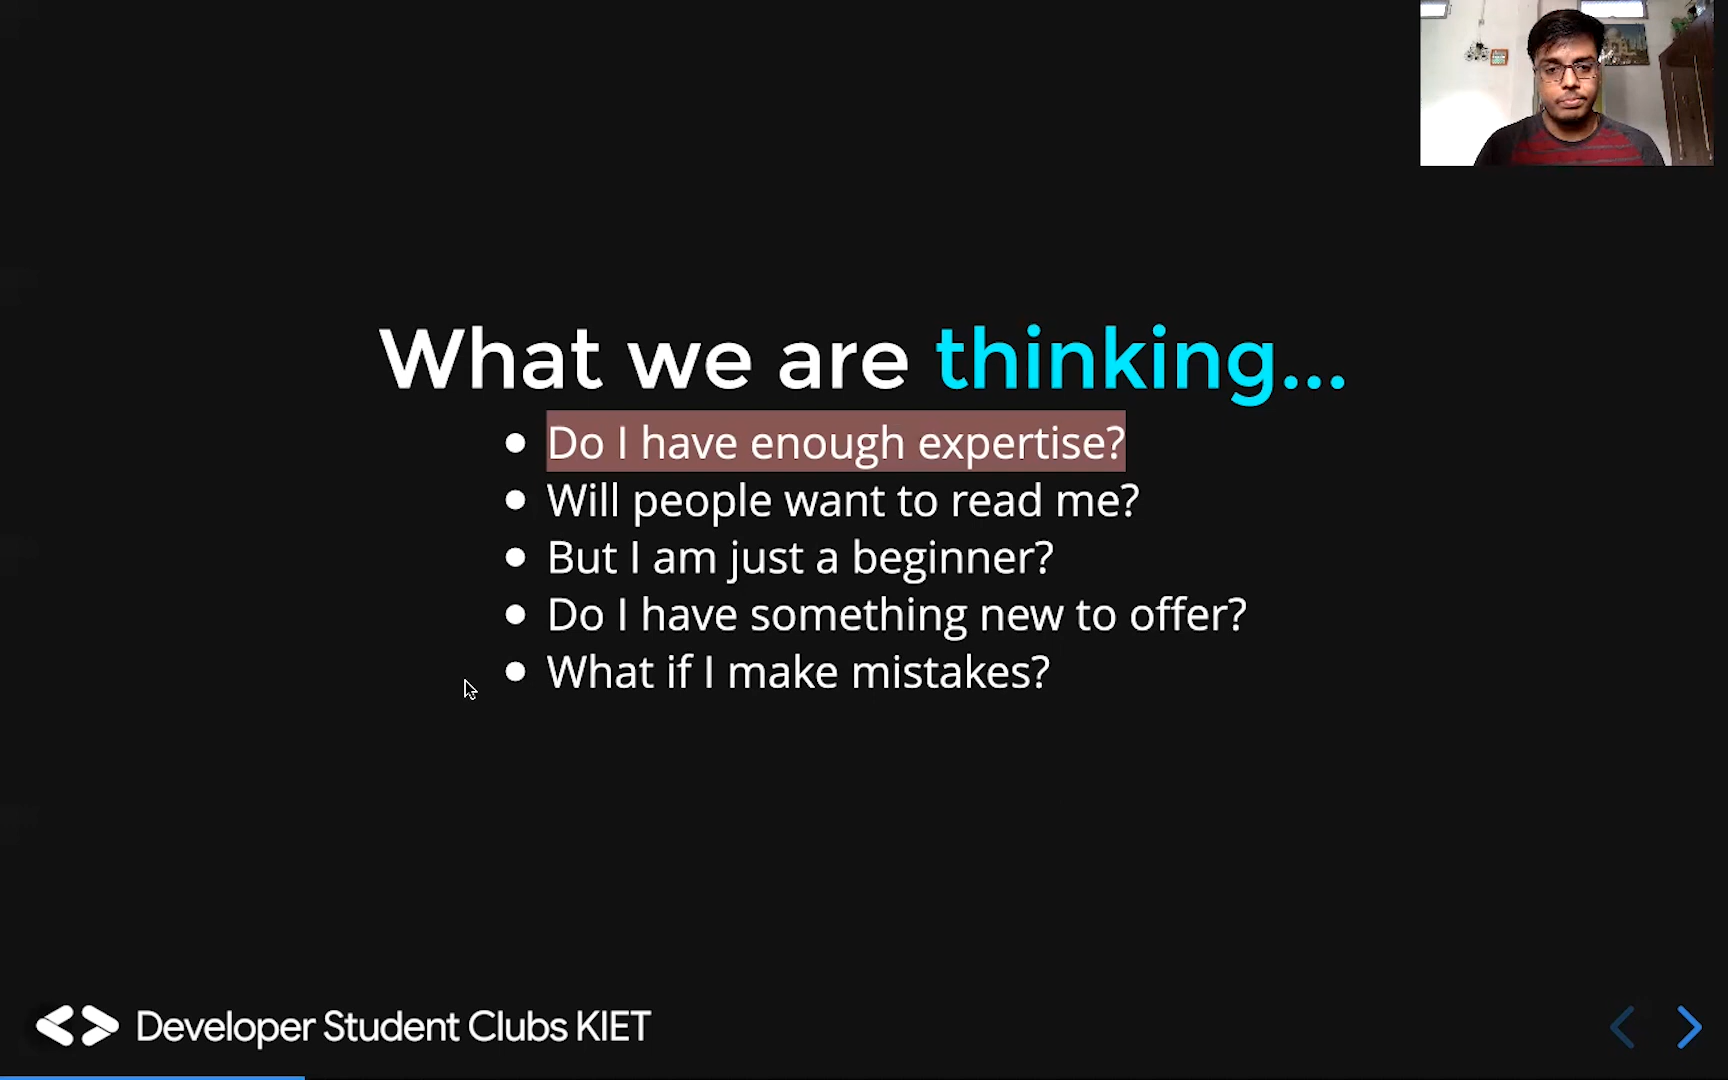 What we are thinking...
Do I have enough expertise?
Will people want to read me?
But I am just a beginner?
Do I have something new to offer?
What if I make mistakes?
Developer Student Clubs KIET